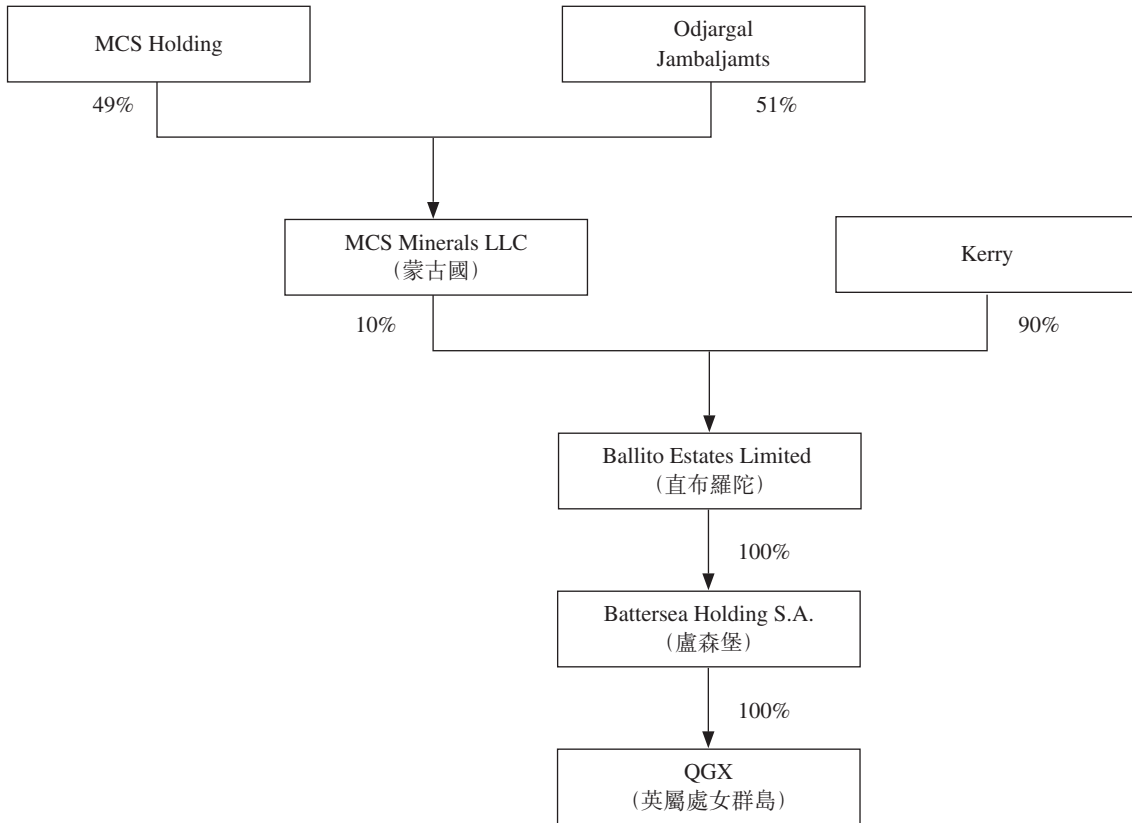 MCS Holding
Odjargal
Jambaljamts
49%
51%
MCS Minerals LLC
（蒙古國）
Kerry
10%
90%
Ballito Estates Limited
（直布羅陀）
100%
Battersea Holding S.A.
（盧森堡）
100%
QGX
（英屬處女群島）